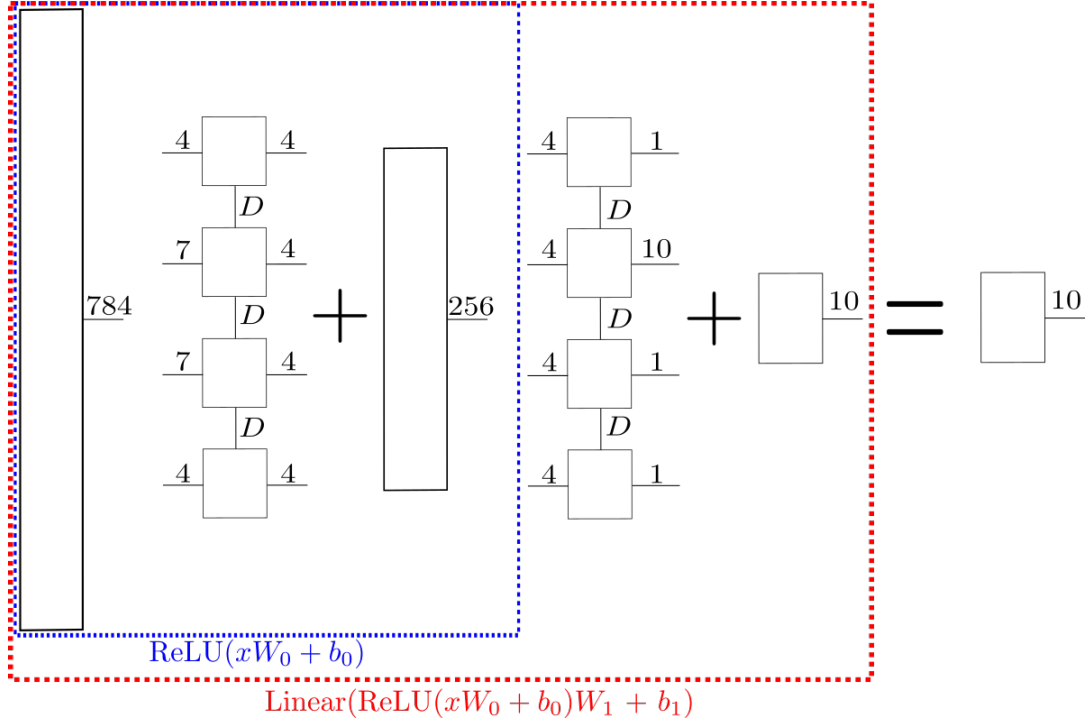 4 4 4 1
D D
7 4 4 10
784 D 256 D 10 10
7 4 4 1
D D
4 4 4 1
ReLU(xW₀ + b₀)
Linear(ReLU(xW₀ + b₀)W₁ + b₁)